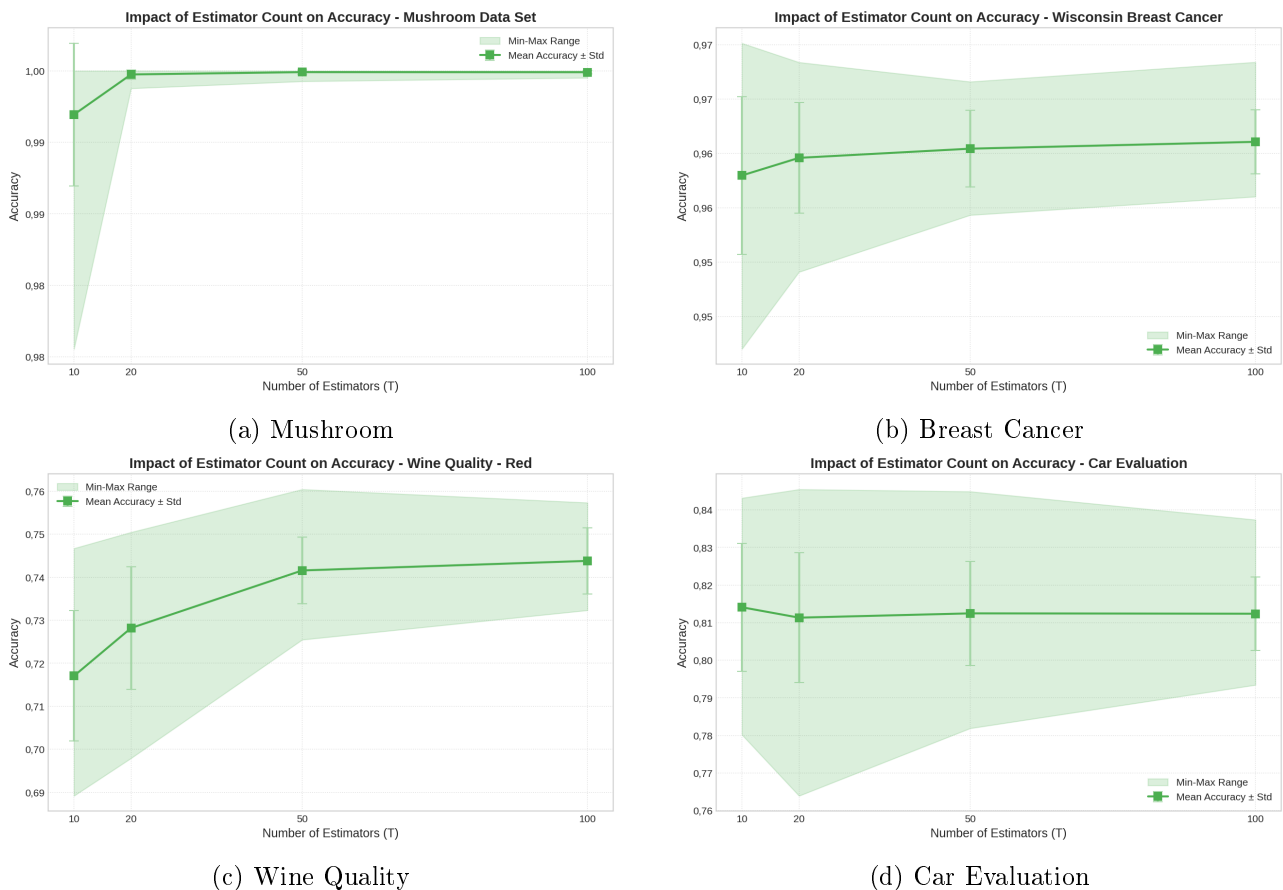 Impact of Estimator Count on Accuracy - Mushroom Data Set
Min-Max Range
Mean Accuracy ± Std
1,00
0,99
0,99
0,98
0,98
Accuracy
10 20 50 100
Number of Estimators (T)
(a) Mushroom
Impact of Estimator Count on Accuracy - Wisconsin Breast Cancer
0,97
0,97
0,96
0,96
0,95
0,95
Accuracy
Min-Max Range
Mean Accuracy ± Std
10 20 50 100
Number of Estimators (T)
(b) Breast Cancer
Impact of Estimator Count on Accuracy - Wine Quality - Red
Min-Max Range
Mean Accuracy ± Std
0,76
0,75
0,74
0,73
0,72
0,71
0,70
0,69
Accuracy
10 20 50 100
Number of Estimators (T)
(c) Wine Quality
Impact of Estimator Count on Accuracy - Car Evaluation
0,84
0,83
0,82
0,81
0,80
0,79
0,78
0,77
0,76
Accuracy
Min-Max Range
Mean Accuracy ± Std
10 20 50 100
Number of Estimators (T)
(d) Car Evaluation